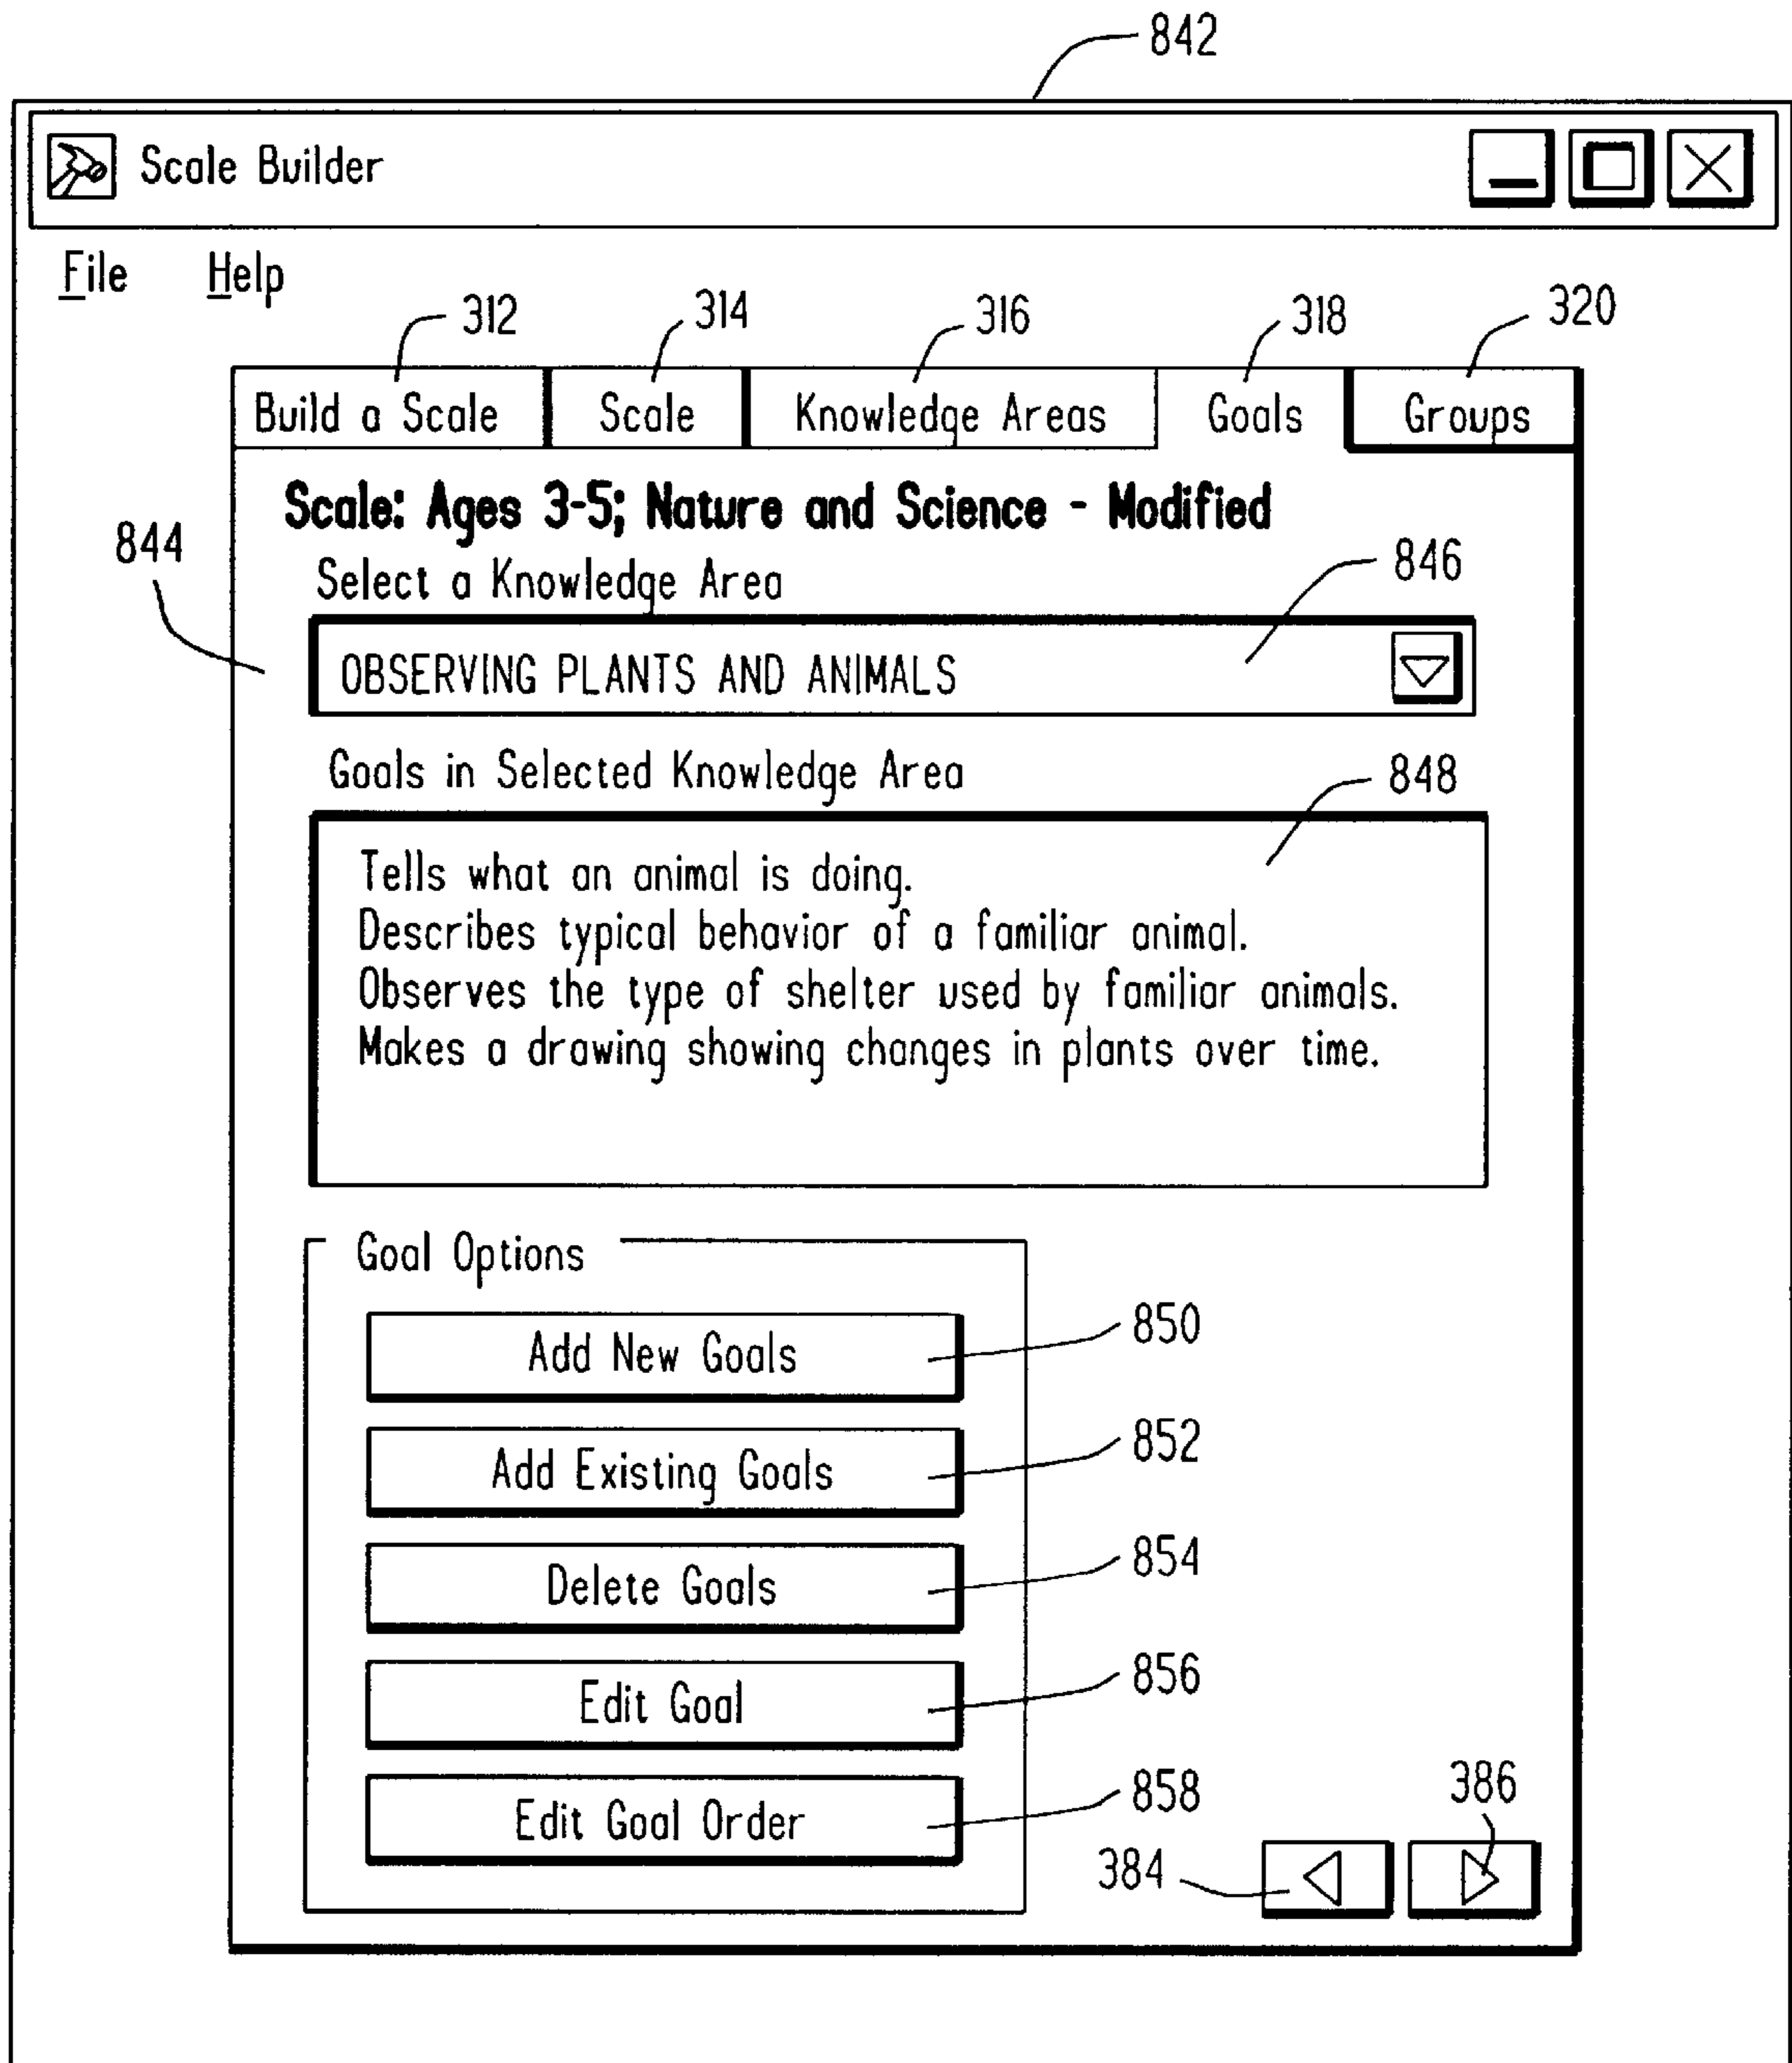 842
Scale Builder
File Help
312 314 316 318 320
Build a Scale Scale Knowledge Areas Goals Groups
Scale: Ages 3-5; Nature and Science - Modified
844
Select a Knowledge Area
846
OBSERVING PLANTS AND ANIMALS
Goals in Selected Knowledge Area
848
Tells what an animal is doing.
Describes typical behavior of a familiar animal.
Observes the type of shelter used by familiar animals.
Makes a drawing showing changes in plants over time.
Goal Options
Add New Goals 850
Add Existing Goals 852
Delete Goals 854
Edit Goal 856
Edit Goal Order 858
384 386